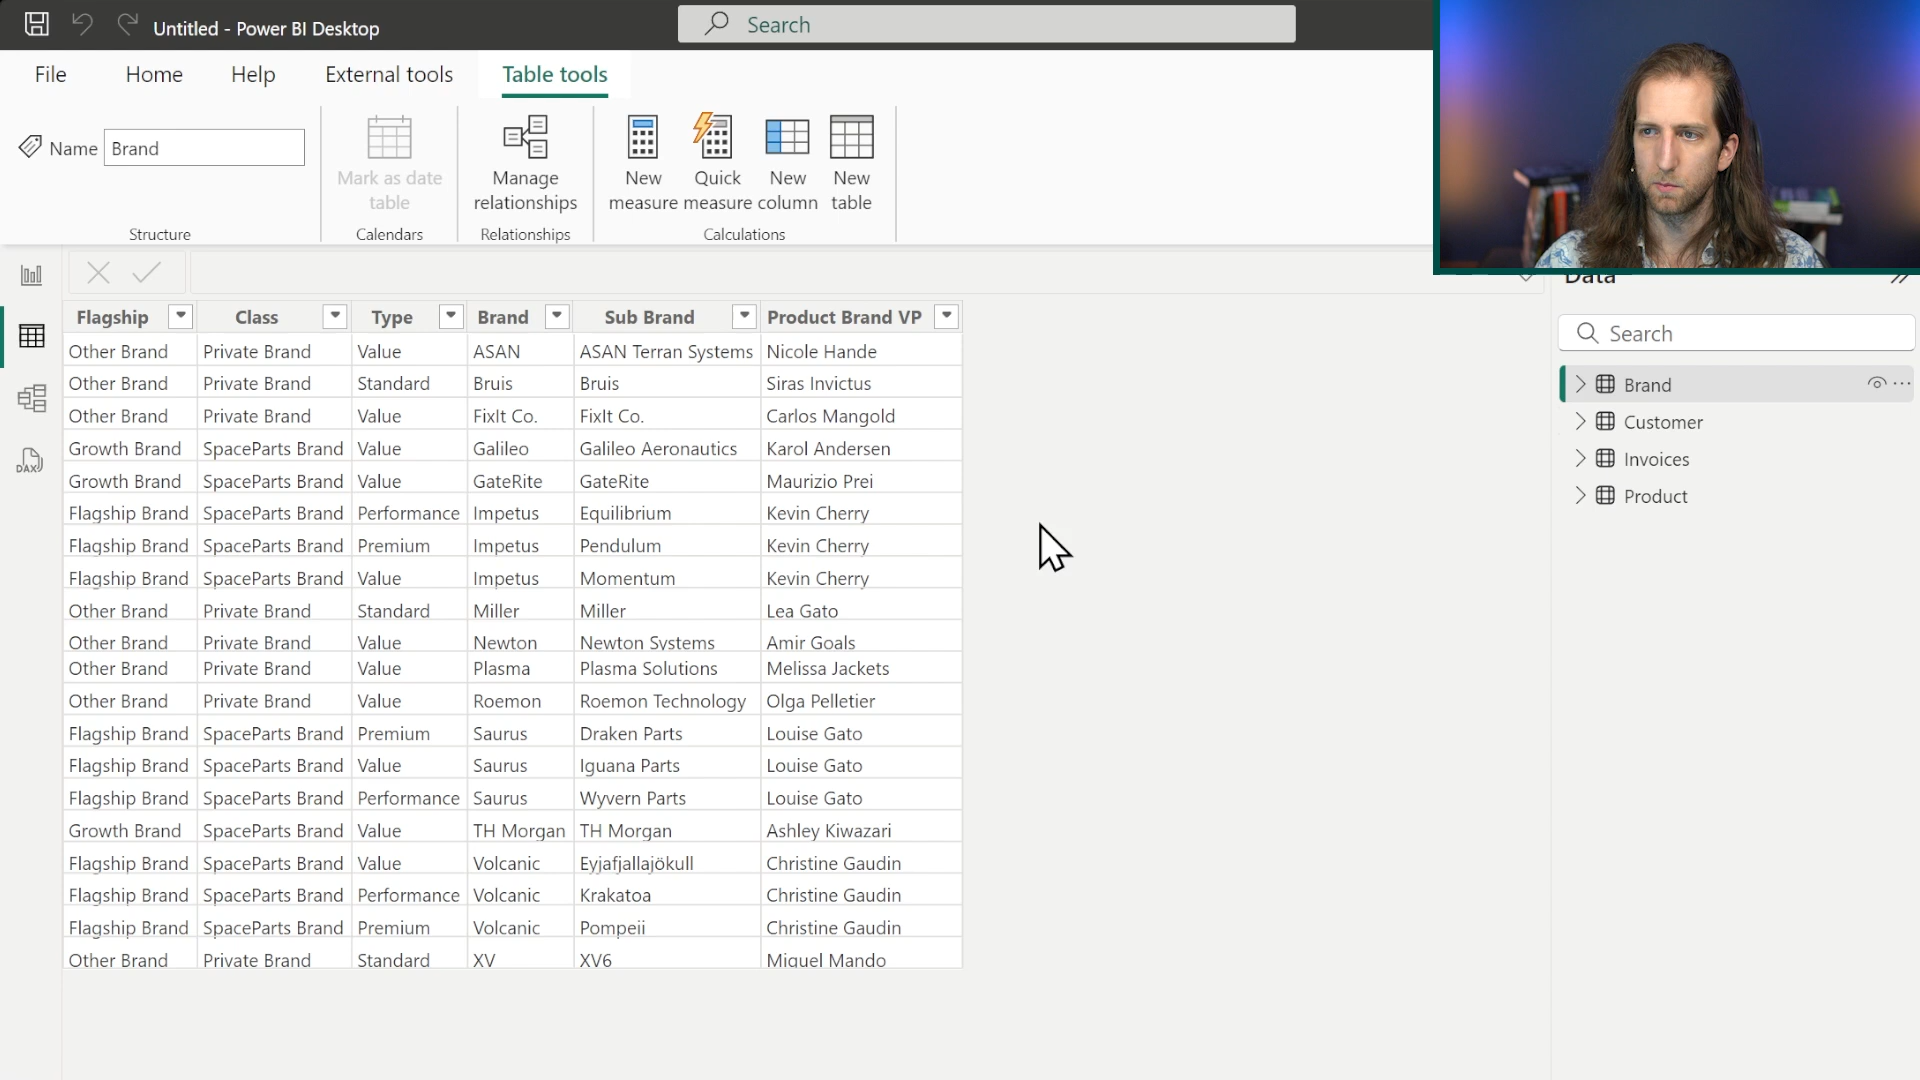 Untitled - Power BI Desktop
Search
File Home Help External tools Table tools
Name Brand
Mark as date table
Manage relationships
New measure
Quick measure
New column
New table
Structure Calendars Relationships Calculations
Data
Search
Brand
Customer
Invoices
Product
DAX
Flagship Class Type Brand Sub Brand Product Brand VP
Other Brand Private Brand Value ASAN ASAN Terran Systems Nicole Hande
Other Brand Private Brand Standard Bruis Bruis Siras Invictus
Other Brand Private Brand Value FixIt Co. FixIt Co. Carlos Mangold
Growth Brand SpaceParts Brand Value Galileo Galileo Aeronautics Karol Andersen
Growth Brand SpaceParts Brand Value GateRite GateRite Maurizio Prei
Flagship Brand SpaceParts Brand Performance Impetus Equilibrium Kevin Cherry
Flagship Brand SpaceParts Brand Premium Impetus Pendulum Kevin Cherry
Flagship Brand SpaceParts Brand Value Impetus Momentum Kevin Cherry
Other Brand Private Brand Standard Miller Miller Lea Gato
Other Brand Private Brand Value Newton Newton Systems Amir Goals
Other Brand Private Brand Value Plasma Plasma Solutions Melissa Jackets
Other Brand Private Brand Value Roemon Roemon Technology Olga Pelletier
Flagship Brand SpaceParts Brand Premium Saurus Draken Parts Louise Gato
Flagship Brand SpaceParts Brand Value Saurus Iguana Parts Louise Gato
Flagship Brand SpaceParts Brand Performance Saurus Wyvern Parts Louise Gato
Growth Brand SpaceParts Brand Value TH Morgan TH Morgan Ashley Kiwazari
Flagship Brand SpaceParts Brand Value Volcanic Eyjafjallajökull Christine Gaudin
Flagship Brand SpaceParts Brand Performance Volcanic Krakatoa Christine Gaudin
Flagship Brand SpaceParts Brand Premium Volcanic Pompeii Christine Gaudin
Other Brand Private Brand Standard XV XV6 Miguel Mando